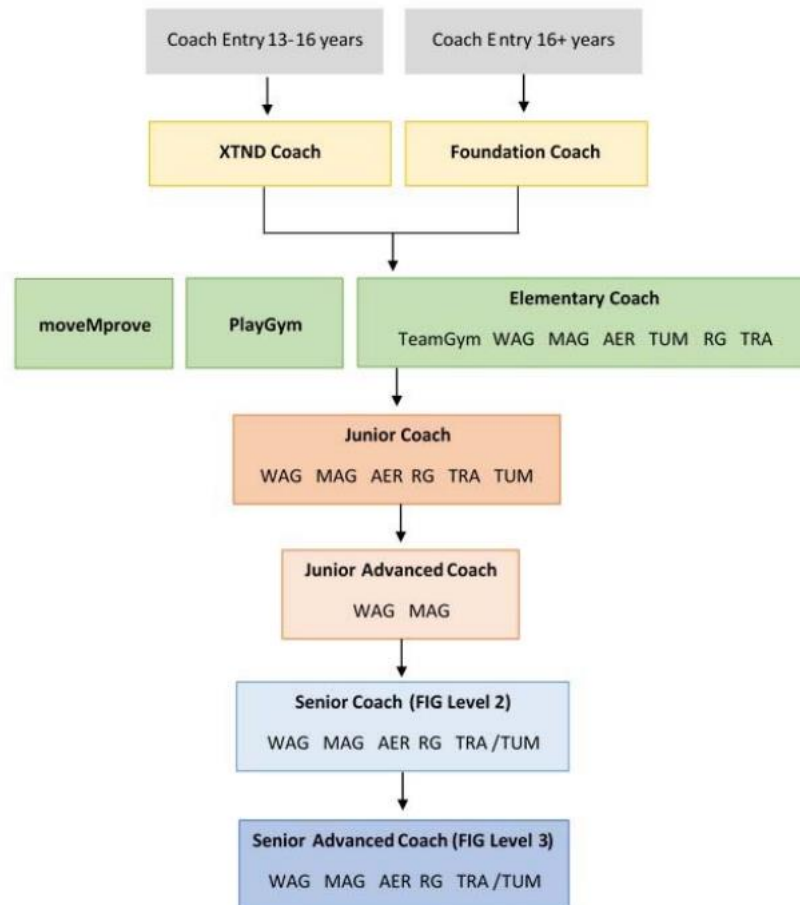 Coach Entry 13-16 years
Coach Entry 16+ years
XTND Coach
Foundation Coach
moveMprove
PlayGym
Elementary Coach
TeamGym WAG MAG AER TUM RG TRA
Junior Coach
WAG MAG AER RG TRA TUM
Junior Advanced Coach
WAG MAG
Senior Coach (FIG Level 2)
WAG MAG AER RG TRA /TUM
Senior Advanced Coach (FIG Level 3)
WAG MAG AER RG TRA /TUM